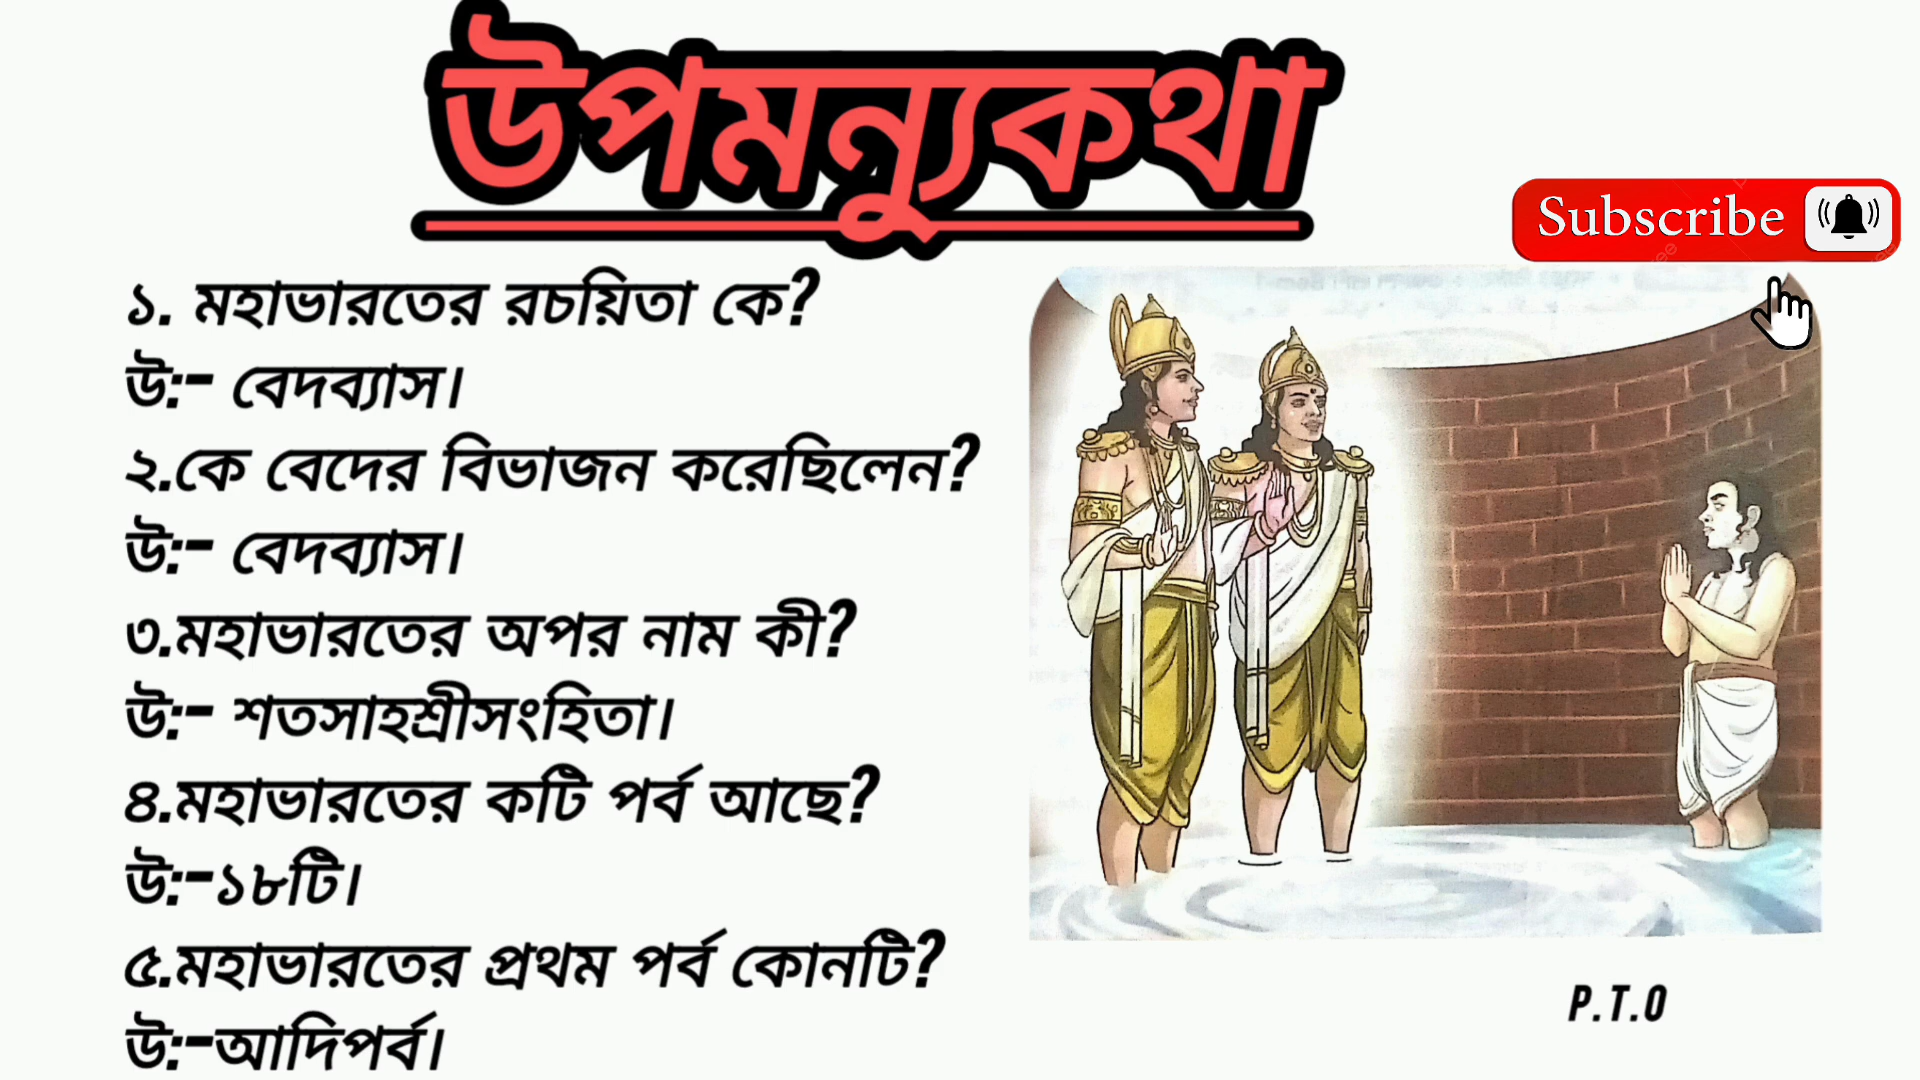 উপমন্যুকথা
Subscribe
১. মহাভারতের রচয়িতা কে?
উ:- বেদব্যাস।
২.কে বেদের বিভাজন করেছিলেন?
উ:- বেদব্যাস।
৩.মহাভারতের অপর নাম কী?
উ:- শতসাহশ্রীসংহিতা।
৪.মহাভারতের কটি পর্ব আছে?
উ:-১৮টি।
৫.মহাভারতের প্রথম পর্ব কোনটি?
উ:-আদিপর্ব।
P.T.O